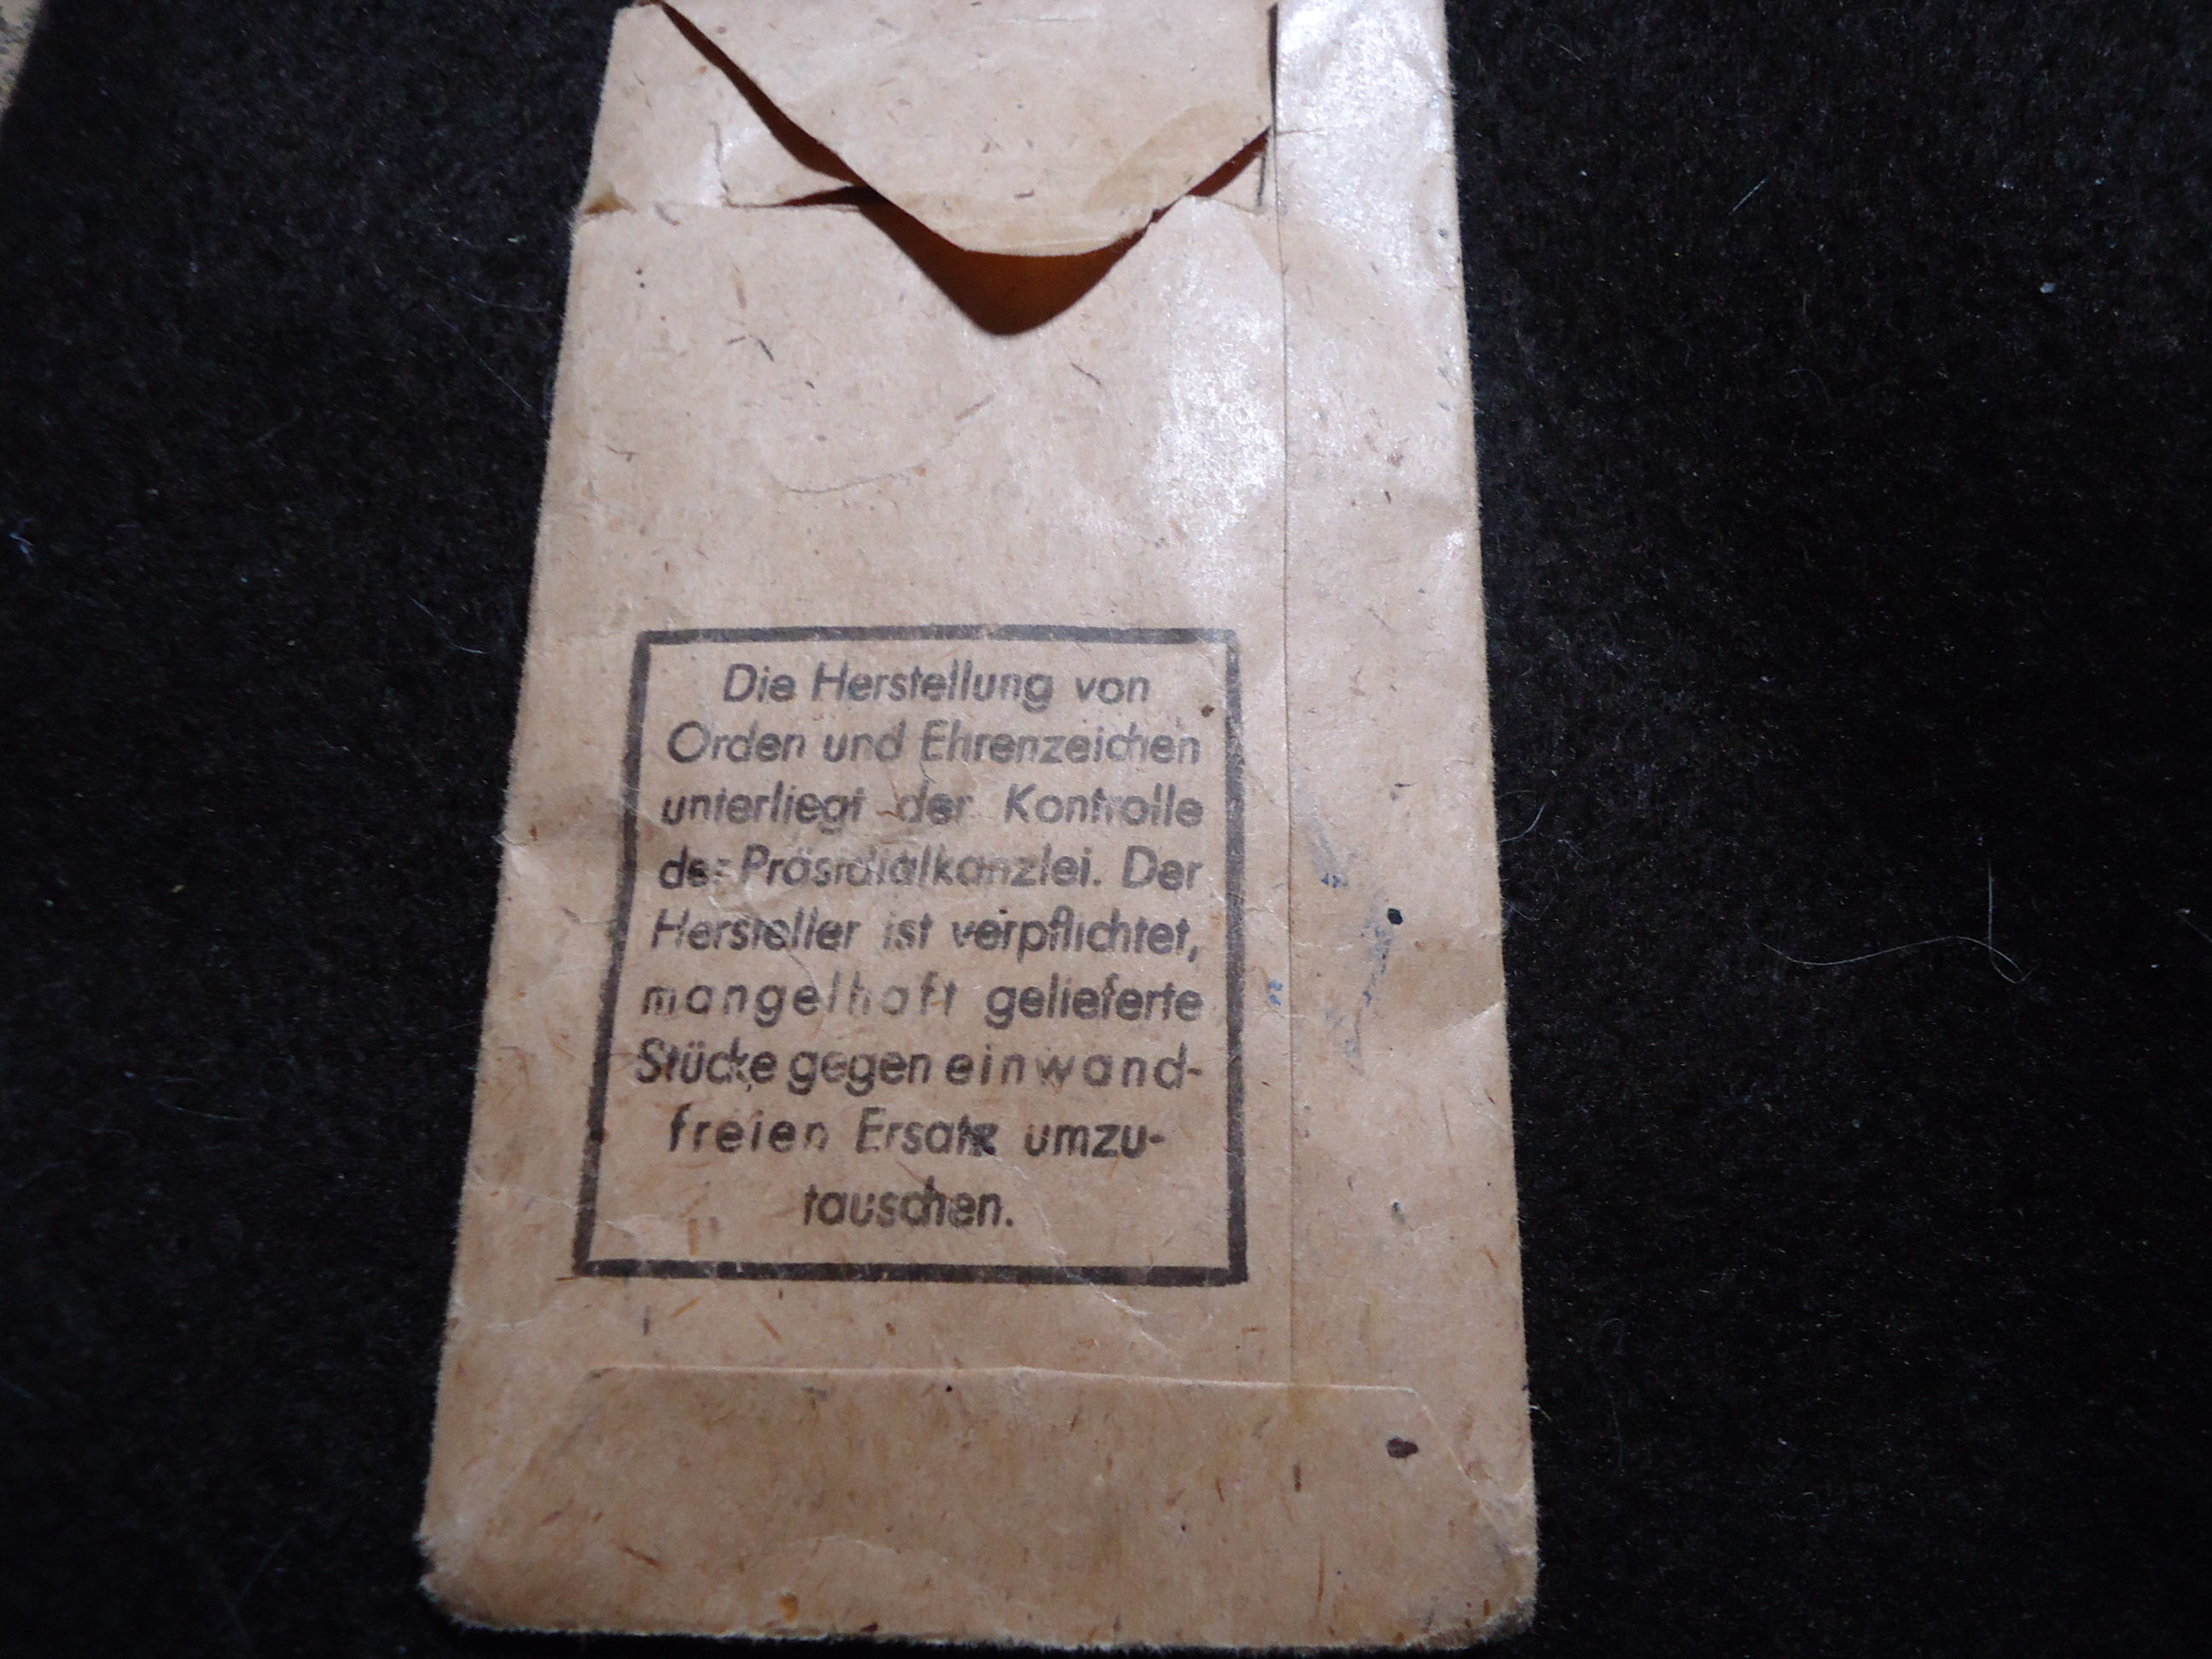 Die Herstellung von
Orden und Ehrenzeichen
unterliegt der Kontrolle
der Präsidialkanzlei. Der
Hersteller ist verpflichtet,
mangelhaft gelieferte
Stücke gegen einwand-
freien Ersatz umzu-
tauschen.